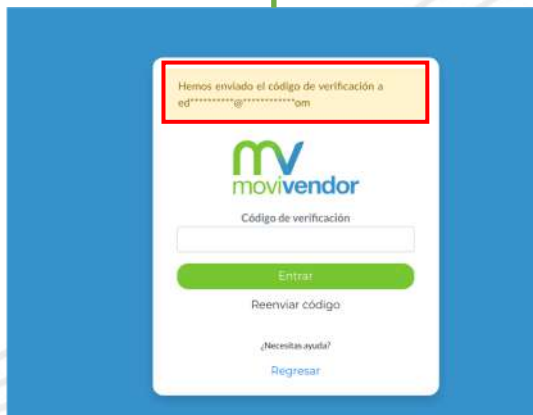 Hemos enviado el código de verificación a
ed**********@************om
movivendor
Código de verificación
Entrar
Reenviar código
¿Necesitas ayuda?
Regresar